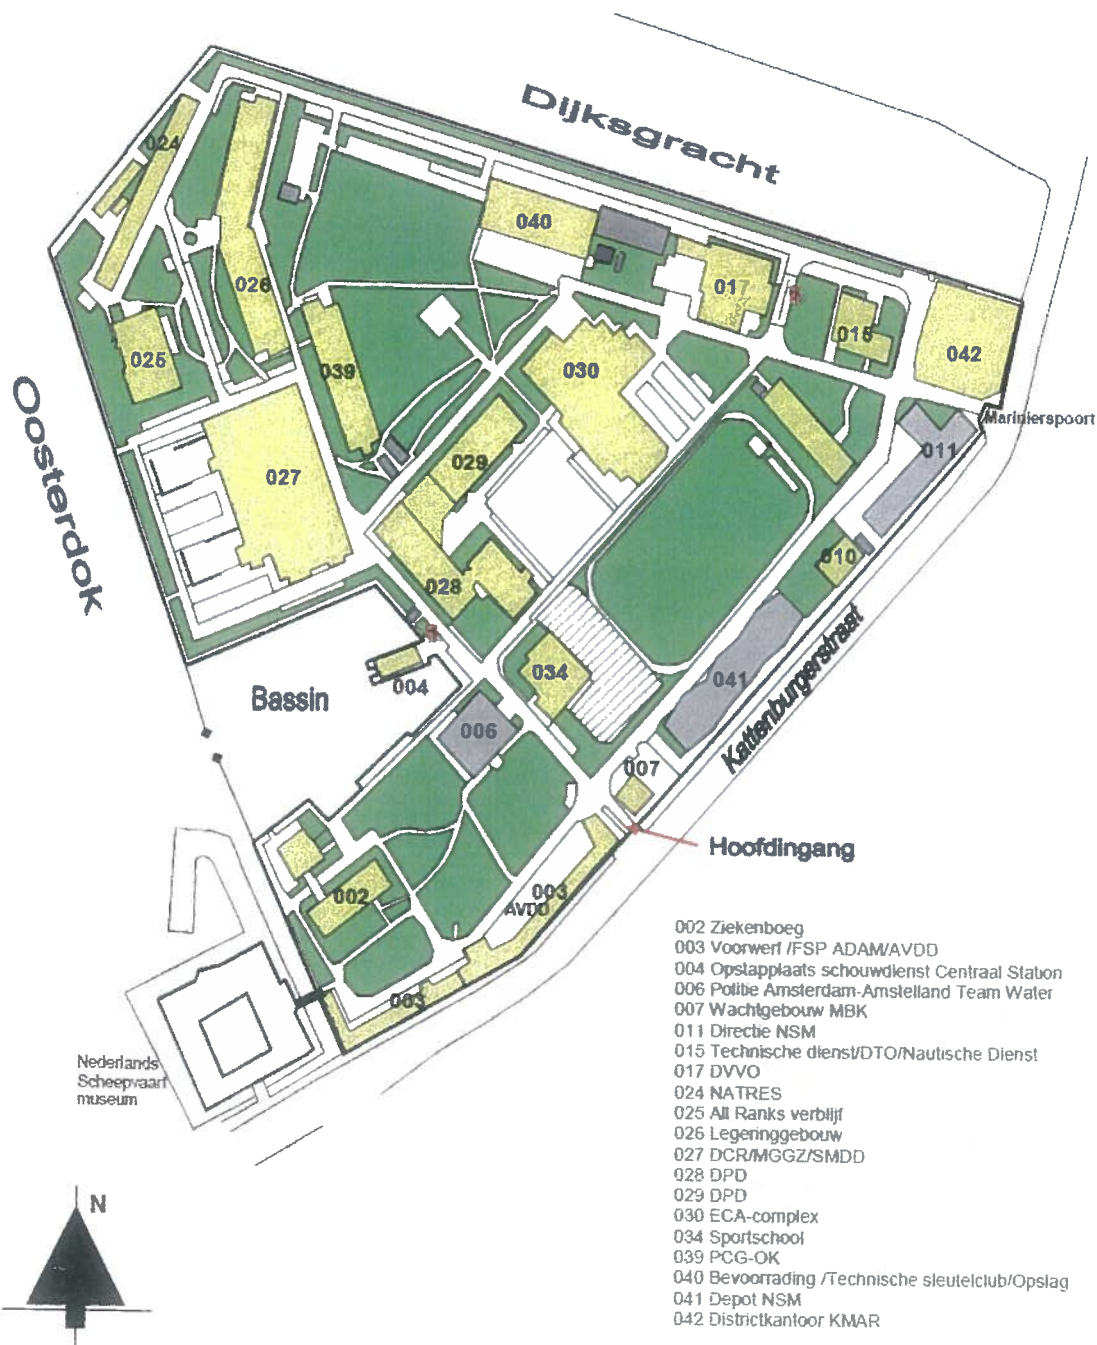 Dijksgracht
024
040
026
017
015
025
039
030
042
Marinierspoort
011
Oosterdok
027
029
028
010
004
034
041
Bassin
006
Kattenburgerstraat
007
Hoofdingang
002
003
AVDD
003
002 Ziekenboeg
003 Voorwerf /FSP ADAM/AVDD
004 Opstapplaats schouwdienst Centraal Station
006 Politie Amsterdam-Amstelland Team Water
007 Wachtgebouw MBK
011 Directie NSM
015 Technische dienst/DTO/Nautische Dienst
017 DVVO
024 NATRES
025 All Ranks verblijf
026 Legeringgebouw
027 DCR/MGGZ/SMDD
028 DPD
029 DPD
030 ECA-complex
034 Sportschool
039 PCG-OK
040 Bevoorrading /Technische sleutelclub/Opslag
041 Depot NSM
042 Districtkantoor KMAR
Nederlands
Scheepvaart
museum
N